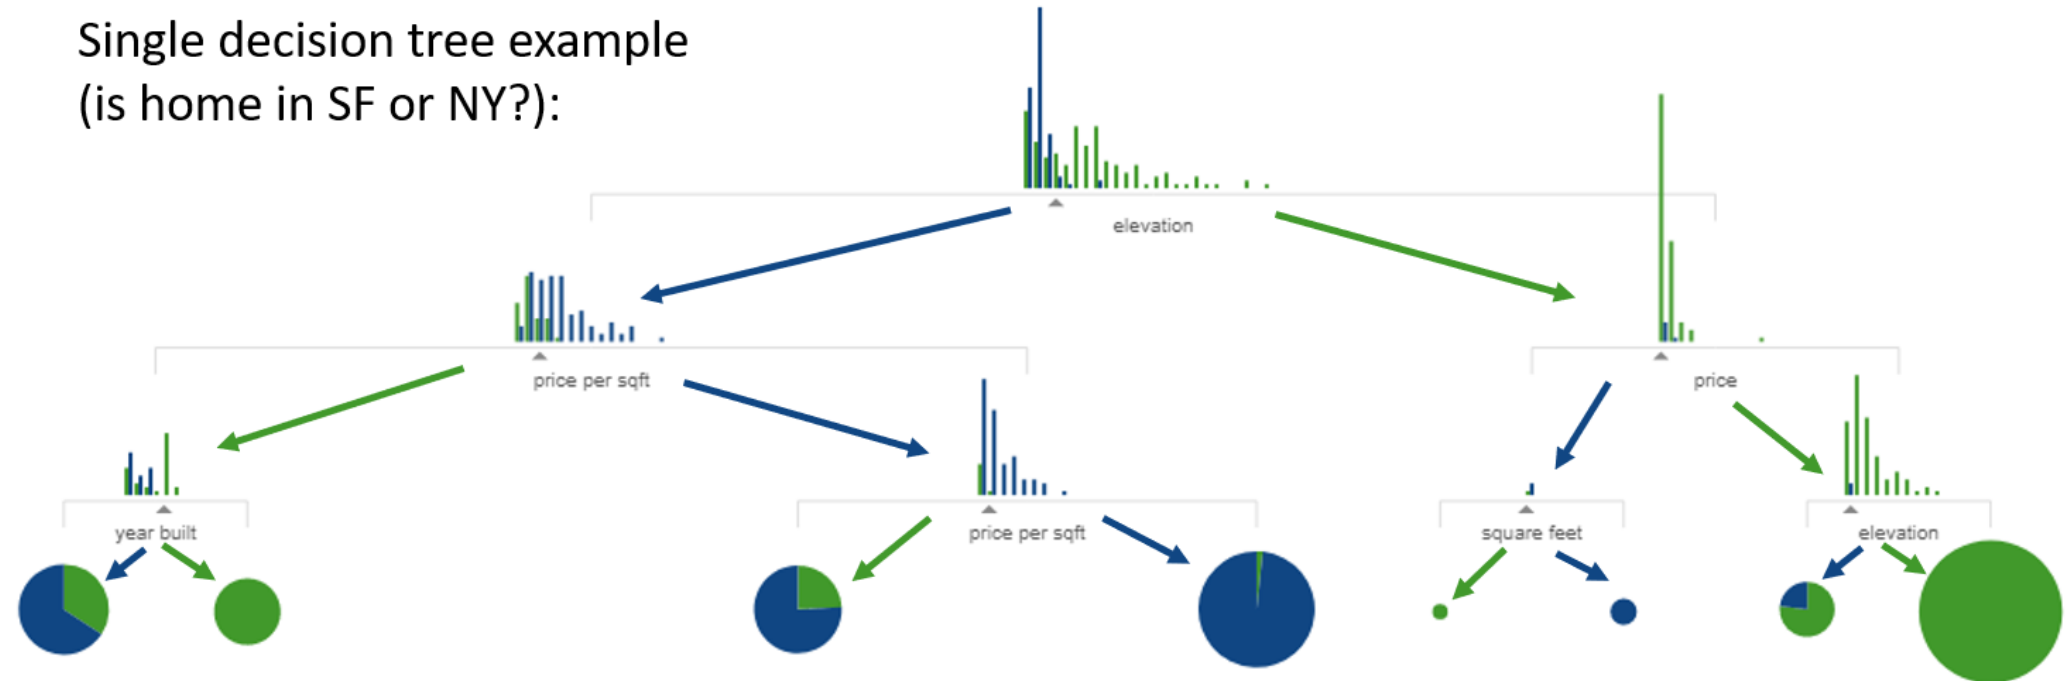 Single decision tree example
(is home in SF or NY?):
elevation
price per sqft
price
year built
price per sqft
square feet
elevation